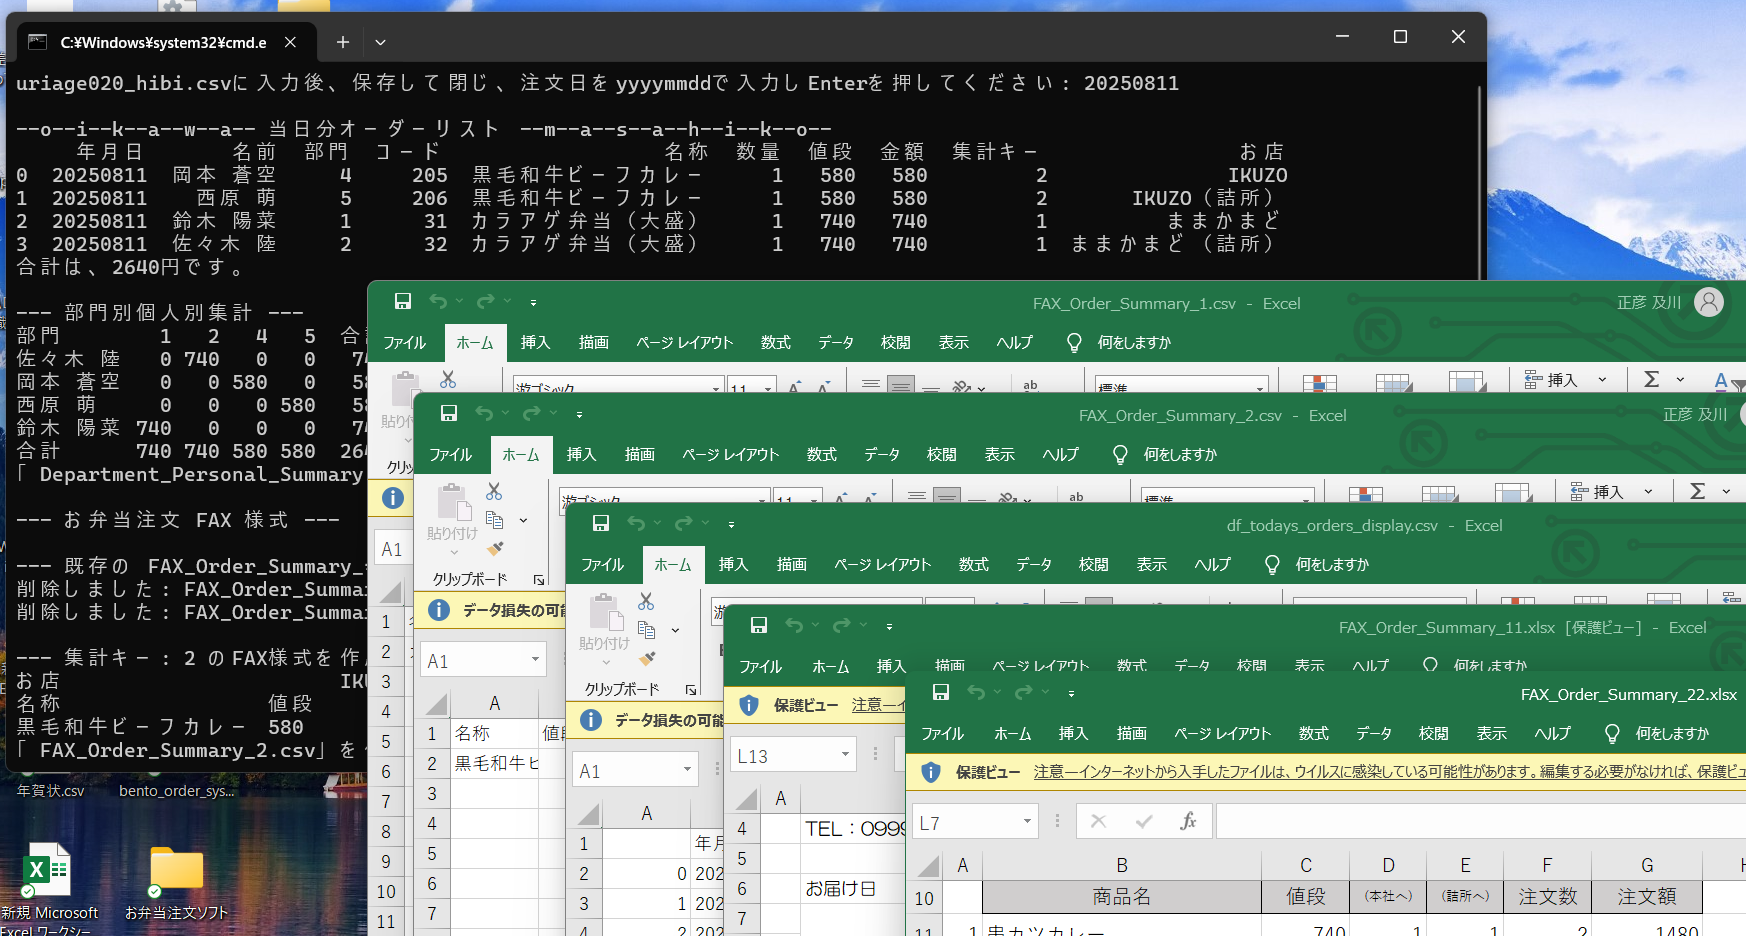 C:¥Windows¥system32¥cmd.e
uriage020_hibi.csvに入力後、保存して閉じ、注文日をyyyymmddで入力しEnterを押してください: 20250811
--o--i--k--a--w--a-- 当日分オーダーリスト --m--a--s--a--h--i--k--o--
年月日 名前 部門 コード 名称 数量 値段 金額 集計キー お店
0 20250811 岡本 蒼空 4 205 黒毛和牛ビーフカレー 1 580 580 2 IKUZO
1 20250811 西原 萌 5 206 黒毛和牛ビーフカレー 1 580 580 2 IKUZO（詰所）
2 20250811 鈴木 陽菜 1 31 カラアゲ弁当（大盛） 1 740 740 1 ままかまど
3 20250811 佐々木 陸 2 32 カラアゲ弁当（大盛） 1 740 740 1 ままかまど（詰所）
合計は、2640円です。
--- 部門別個人別集計 ---
部門 1 2 4 5
佐々木 陸 0 740 0 0
岡本 蒼空 0 0 580 0
西原 萌 0 0 0 580
鈴木 陽菜 740 0 0 0
合計 740 740 580 580
「 Department_Personal_Summary
--- お弁当注文 FAX 様式 ---
--- 既存の FAX_Order_Summary_
削除しました: FAX_Order_Summa
削除しました: FAX_Order_Summa
--- 集計キー: 2 のFAX様式を作
お店 IK
名称 値段
黒毛和牛ビーフカレー 580
「 FAX_Order_Summary_2.csv」を
年賀状.csv
bento_order_sys...
新規 Microsoft
Excel ワークシー
お弁当注文ソフト
FAX_Order_Summary_1.csv - Excel
正彦 及川
ファイル ホーム 挿入 描画 ページ レイアウト 数式 データ 校閲 表示 ヘルプ 何をしますか
游ゴシック 11 ab 標準 挿入
貼り付
クリッ
A1
1
2
3
4
5
6
7
8
9
10
11
FAX_Order_Summary_2.csv - Excel
正彦 及川
ファイル ホーム 挿入 描画 ページ レイアウト 数式 データ 校閲 表示 ヘルプ 何をしますか
游ゴシック 11 ab 標準 挿入
貼り付け
クリップボード
データ損失の可
A1
A
1 名称 値
2 黒毛和牛ビ
3
4
5
6
7
df_todays_orders_display.csv - Excel
ファイル ホーム 挿入 描画 ページ レイアウト 数式 データ 校閲 表示 ヘルプ 何をしますか
貼り付け
クリップボード
データ損失の可能
A1
A
1 年月
2 0 202
3 1 202
4 2 202
FAX_Order_Summary_11.xlsx [保護ビュー] - Excel
ファイル ホーム 挿入 描画 ページ レイアウト 数式 データ 校閲 表示 ヘルプ 何をしますか
保護ビュー 注意—イ
L13
A
4 TEL：0999
5
6 お届け日
7
FAX_Order_Summary_22.xlsx
ファイル ホーム 挿入 描画 ページ レイアウト 数式 データ 校閲 表示 ヘルプ 何をしますか
保護ビュー 注意—インターネットから入手したファイルは、ウイルスに感染している可能性があります。編集する必要がなければ、保護ビュ
L7
fx
A B C D E F G
10 商品名 値段 (本社へ) (詰所へ) 注文数 注文額
11 1 串カツカレー 740 1 1 2 1480